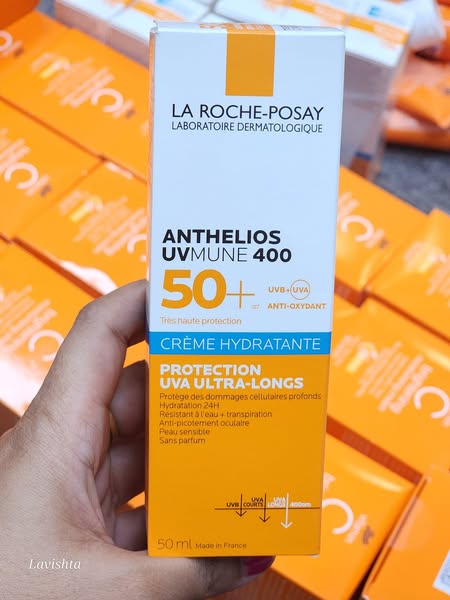 LA ROCHE-POSAY
LABORATOIRE DERMATOLOGIQUE
ANTHELIOS
UVMUNE 400
50+
UVB+UVA
ANTI-OXYDANT
Très haute protection
CRÈME HYDRATANTE
PROTECTION
UVA ULTRA-LONGS
Protège des dommages cellulaires profonds
Hydratation 24H
Résistant à l'eau + transpiration
Anti-picotement oculaire
Peau sensible
Sans parfum
UVB
UVA
COURTS
UVA
LONGS
400nm
50 ml Made in France
Lavishta